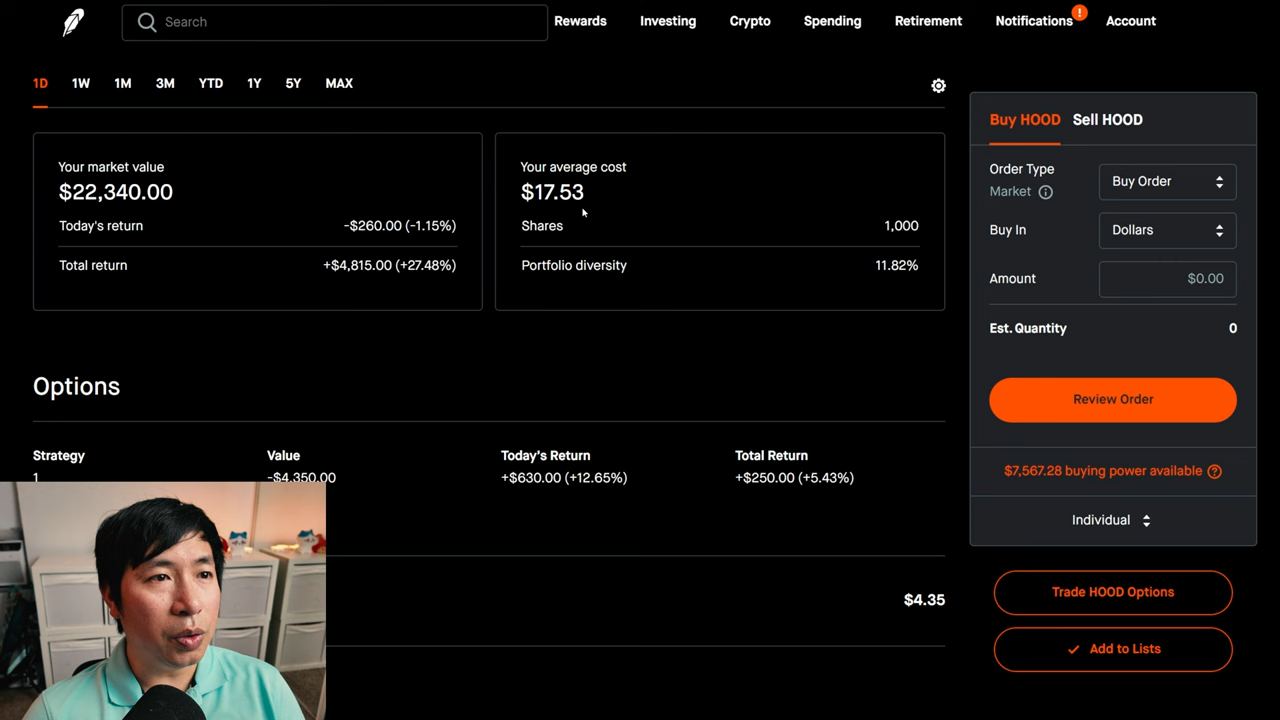 Search
Rewards
Investing
Crypto
Spending
Retirement
Notifications
!
Account
1D 1W 1M 3M YTD 1Y 5Y MAX
Your market value
$22,340.00
Today's return -$260.00 (-1.15%)
Total return +$4,815.00 (+27.48%)
Your average cost
$17.53
Shares 1,000
Portfolio diversity 11.82%
Buy HOOD Sell HOOD
Order Type
Market
Buy Order
Buy In Dollars
Amount $0.00
Est. Quantity 0
Review Order
$7,567.28 buying power available
Individual
Trade HOOD Options
Add to Lists
Options
Strategy Value Today's Return Total Return
1 -$4,350.00 +$630.00 (+12.65%) +$250.00 (+5.43%)
$4.35